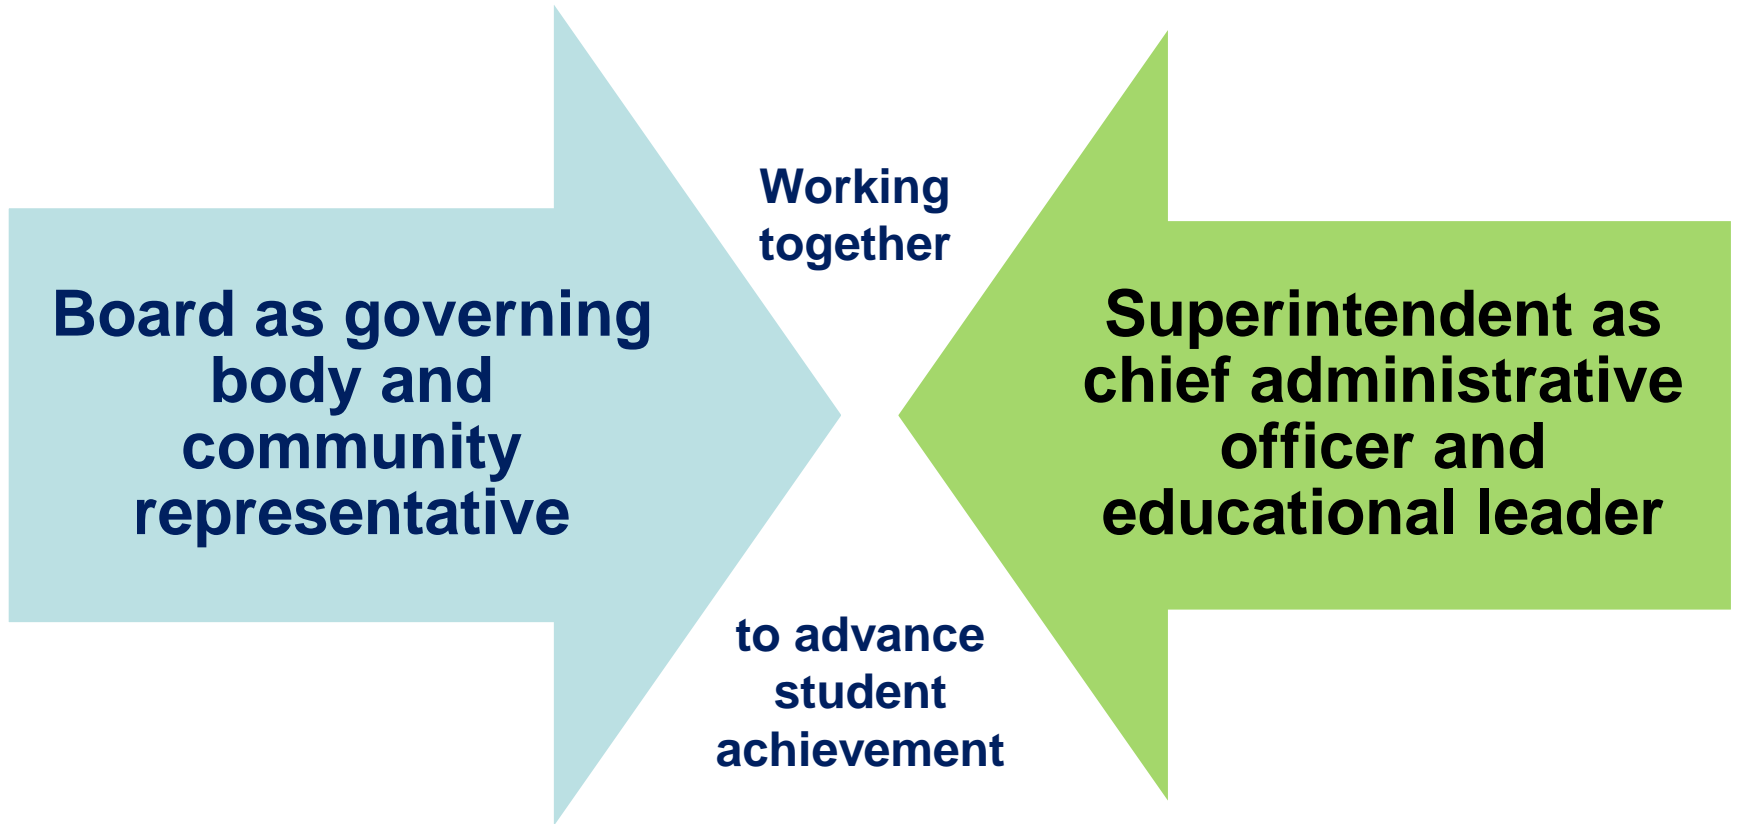 Board as governing
body and
community
representative
Working
together
to advance
student
achievement
Superintendent as
chief administrative
officer and
educational leader